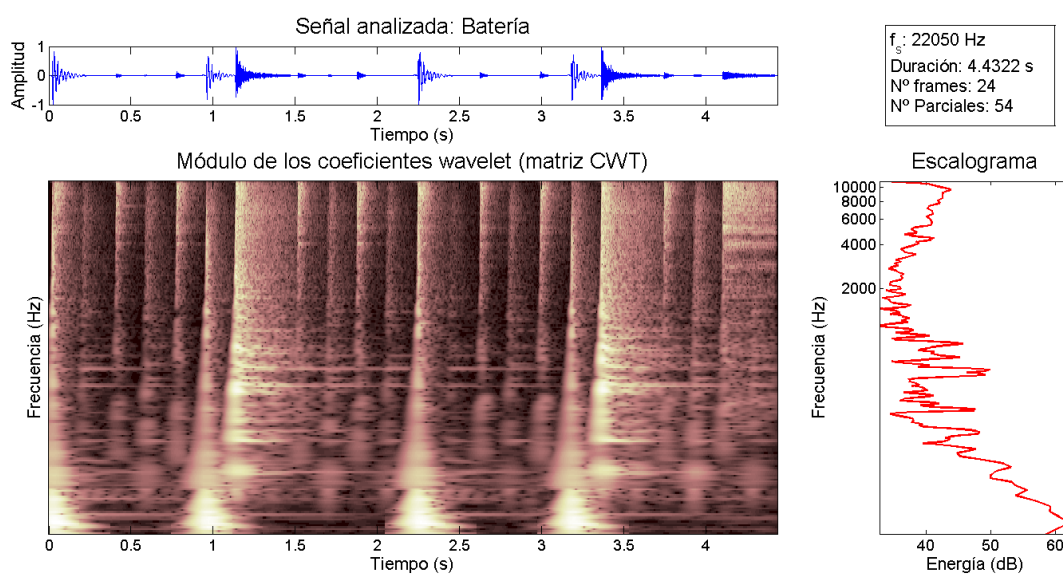 Señal analizada: Batería
Amplitud
1
0
-1
0 0.5 1 1.5 2 2.5 3 3.5 4
Tiempo (s)
f_s: 22050 Hz
Duración: 4.4322 s
Nº frames: 24
Nº Parciales: 54
Módulo de los coeficientes wavelet (matriz CWT)
Frecuencia (Hz)
0 0.5 1 1.5 2 2.5 3 3.5 4
Tiempo (s)
Escalograma
10000
8000
6000
4000
2000
Frecuencia (Hz)
40 50 60
Energía (dB)